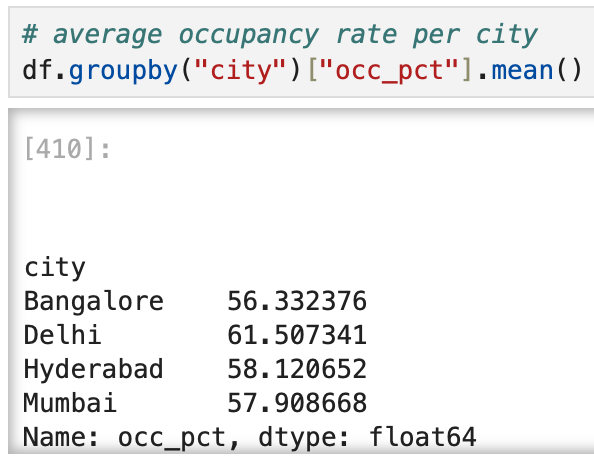 # average occupancy rate per city
df.groupby("city")["occ_pct"].mean()
[410]:
city
Bangalore    56.332376
Delhi        61.507341
Hyderabad    58.120652
Mumbai       57.908668
Name: occ_pct, dtype: float64